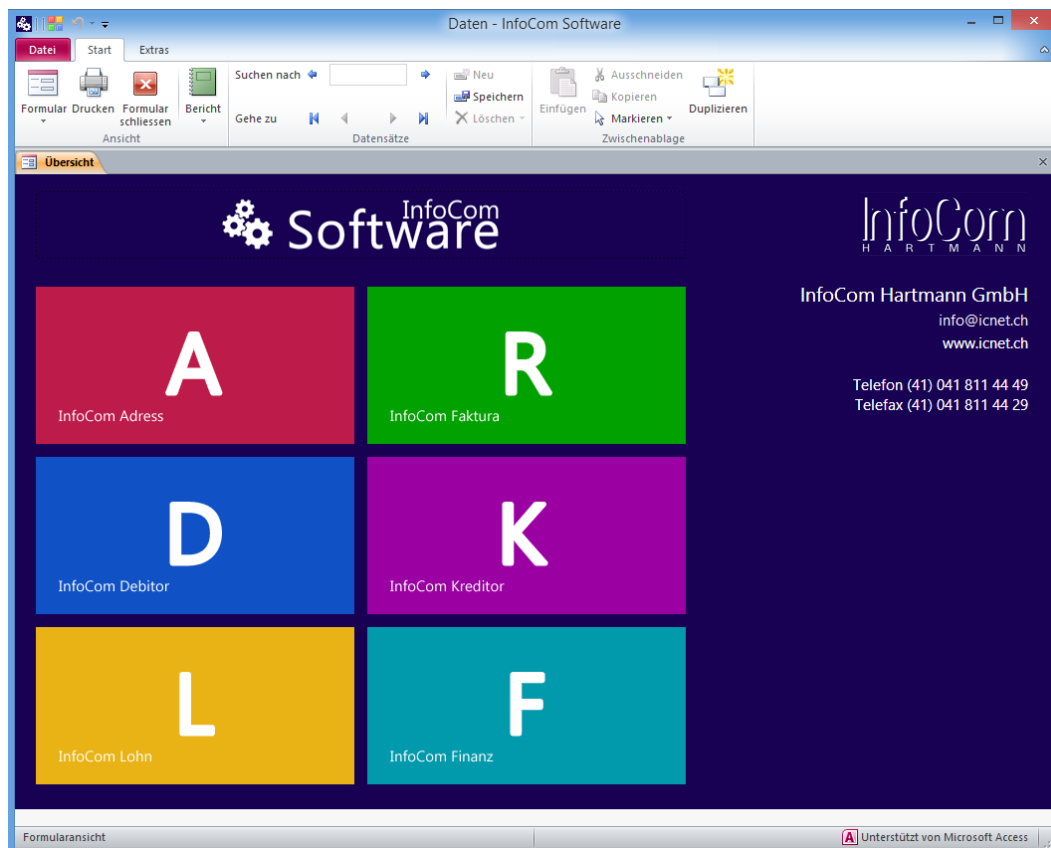 Daten - InfoCom Software
Datei Start Extras
Suchen nach Neu Ausschneiden
Speichern Kopieren
Formular Drucken Formular schliessen Bericht Einfügen Duplizieren
Gehe zu Löschen Markieren
Ansicht Datensätze Zwischenablage
Übersicht
InfoCom
Software
InfoCom
HARTMANN
InfoCom Hartmann GmbH
info@icnet.ch
www.icnet.ch
Telefon (41) 041 811 44 49
Telefax (41) 041 811 44 29
A
InfoCom Adress
R
InfoCom Faktura
D
InfoCom Debitor
K
InfoCom Kreditor
L
InfoCom Lohn
F
InfoCom Finanz
Formularansicht
A Unterstützt von Microsoft Access